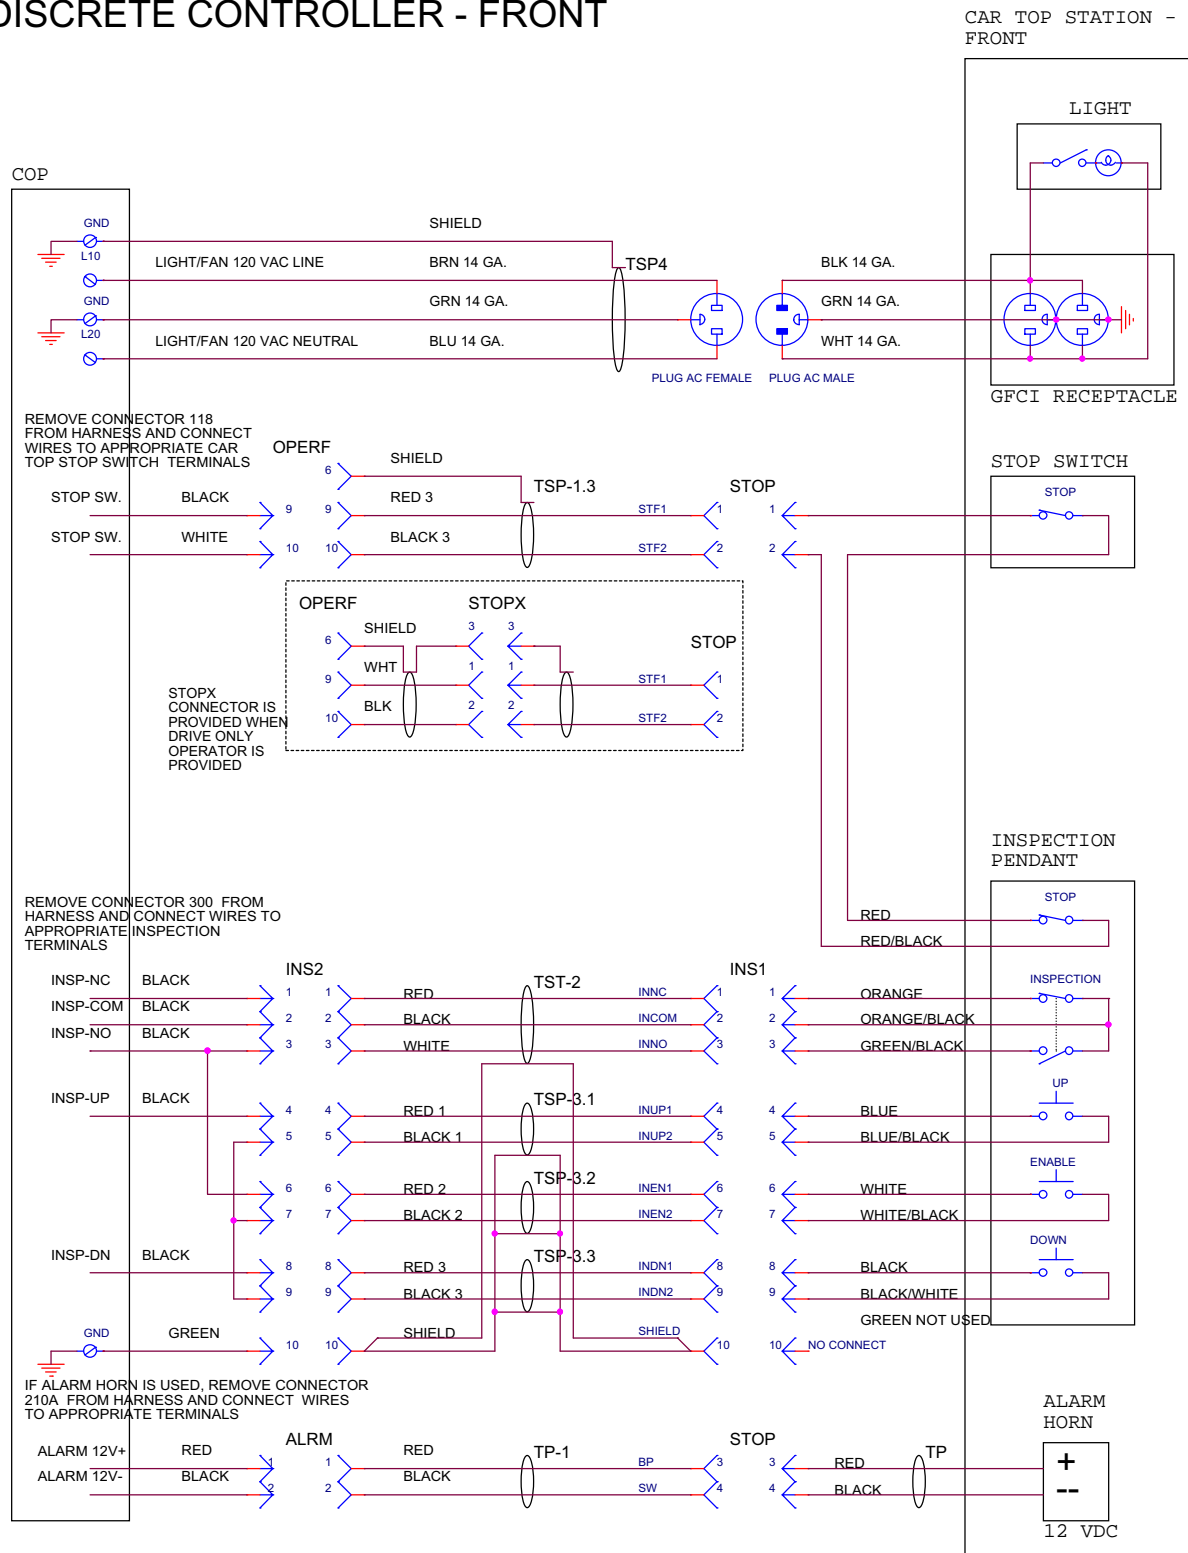 DISCRETE CONTROLLER - FRONT
CAR TOP STATION -
FRONT
LIGHT
COP
GND
SHIELD
L10
LIGHT/FAN 120 VAC LINE
BRN 14 GA.
TSP4
BLK 14 GA.
GND
GRN 14 GA.
GRN 14 GA.
L20
LIGHT/FAN 120 VAC NEUTRAL
BLU 14 GA.
WHT 14 GA.
PLUG AC FEMALE
PLUG AC MALE
GFCI RECEPTACLE
REMOVE CONNECTOR 118
FROM HARNESS AND CONNECT
WIRES TO APPROPRIATE CAR
TOP STOP SWITCH TERMINALS
OPERF
6
SHIELD
TSP-1.3
STOP
STOP SWITCH
STOP
STOP SW.
BLACK
9
9
RED 3
STF1
1
1
STOP SW.
WHITE
10
10
BLACK 3
STF2
2
2
OPERF
STOPX
6
SHIELD
3
3
STOP
9
WHT
1
1
STF1
1
10
BLK
2
2
STF2
2
STOPX
CONNECTOR IS
PROVIDED WHEN
DRIVE ONLY
OPERATOR IS
PROVIDED
INSPECTION
PENDANT
STOP
RED
RED/BLACK
REMOVE CONNECTOR 300 FROM
HARNESS AND CONNECT WIRES TO
APPROPRIATE INSPECTION
TERMINALS
INS2
TST-2
INS1
INSPECTION
INSP-NC
BLACK
1
1
RED
INNC
1
1
ORANGE
INSP-COM
BLACK
2
2
BLACK
INCOM
2
2
ORANGE/BLACK
INSP-NO
BLACK
3
3
WHITE
INNO
3
3
GREEN/BLACK
TSP-3.1
UP
INSP-UP
BLACK
4
4
RED 1
INUP1
4
4
BLUE
5
5
BLACK 1
INUP2
5
5
BLUE/BLACK
TSP-3.2
ENABLE
6
6
RED 2
INEN1
6
6
WHITE
7
7
BLACK 2
INEN2
7
7
WHITE/BLACK
TSP-3.3
DOWN
INSP-DN
BLACK
8
8
RED 3
INDN1
8
8
BLACK
9
9
BLACK 3
INDN2
9
9
BLACK/WHITE
GREEN NOT USED
GND
GREEN
10
10
SHIELD
SHIELD
10
10
NO CONNECT
IF ALARM HORN IS USED, REMOVE CONNECTOR
210A FROM HARNESS AND CONNECT WIRES
TO APPROPRIATE TERMINALS
ALARM
HORN
ALRM
TP-1
STOP
TP
ALARM 12V+
RED
1
1
RED
BP
3
3
RED
+
ALARM 12V-
BLACK
2
2
BLACK
SW
4
4
BLACK
--
12 VDC